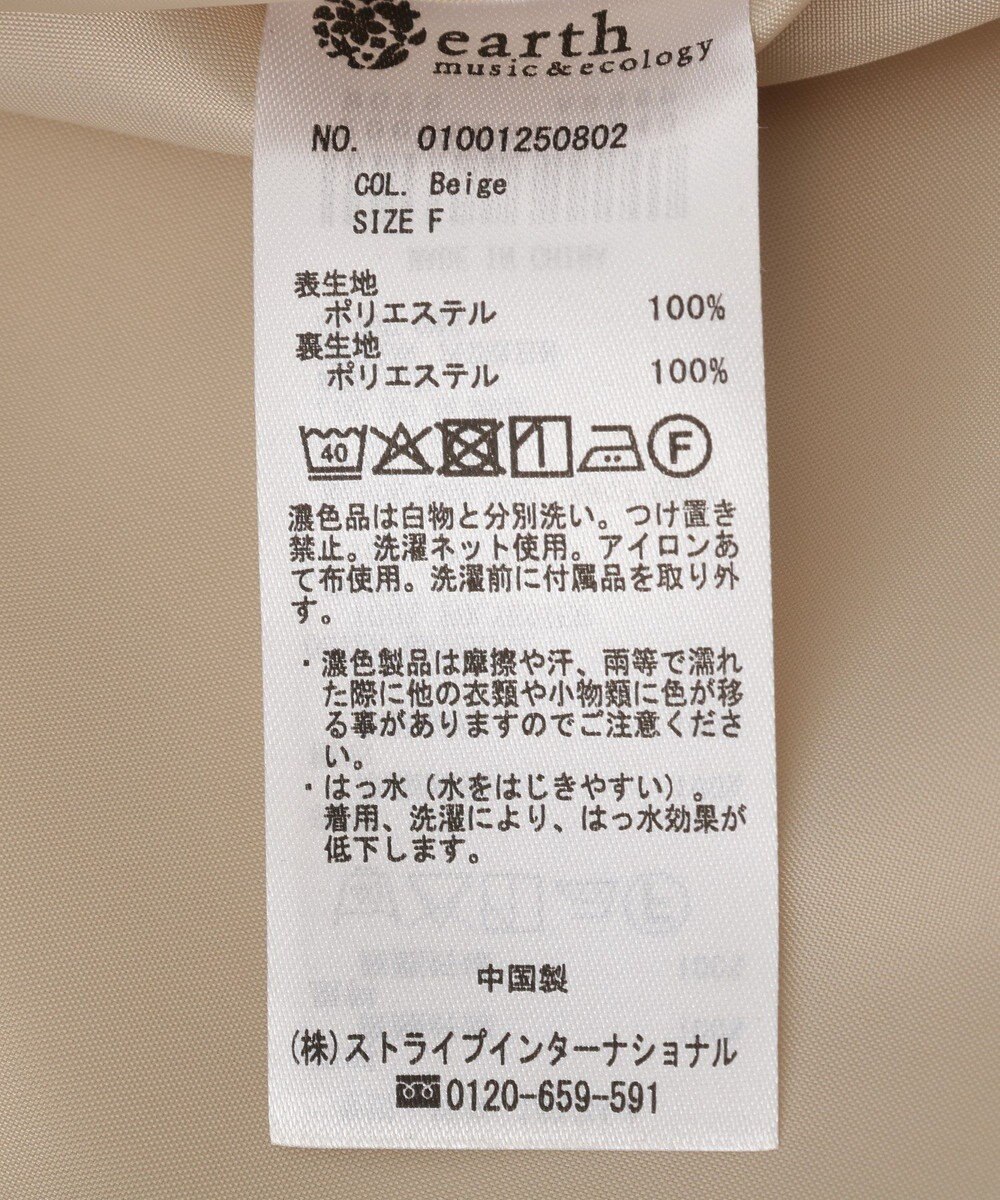 earth
music&ecology
NO. 01001250802
COL. Beige
SIZE F
表生地
ポリエステル 100%
裏生地
ポリエステル 100%
40 F
濃色品は白物と分別洗い。つけ置き
禁止。洗濯ネット使用。アイロンあ
て布使用。洗濯前に付属品を取り外
す。
・濃色製品は摩擦や汗、雨等で濡れ
た際に他の衣類や小物類に色が移
る事がありますのでご注意くださ
い。
・はっ水（水をはじきやすい）。
着用、洗濯により、はっ水効果が
低下します。
中国製
(株)ストライプインターナショナル
0120-659-591